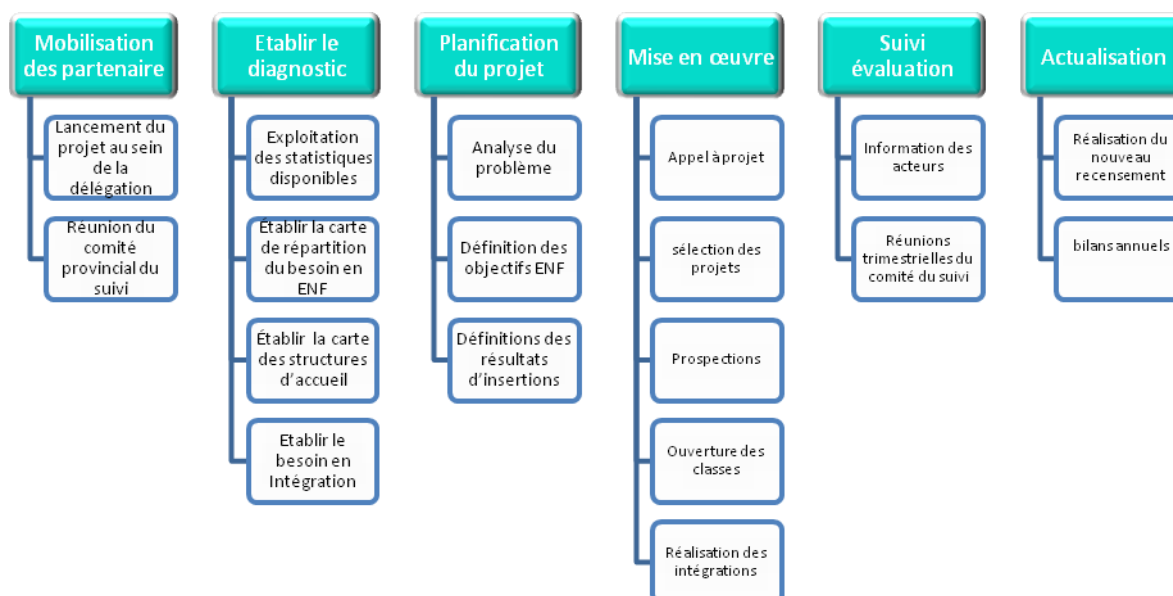 Mobilisation
des partenaire
Lancement du
projet au sein
de la
délégation
Réunion du
comité
provincial du
suivi
Etablir le
diagnostic
Exploitation
des statistiques
disponibles
Établir la carte
de répartition
du besoin en
ENF
Établir la carte
des structures
d'accueil
Etablir le
besoin en
Intégration
Planification
du projet
Analyse du
problème
Définition des
objectifs ENF
Définitions des
résultats
d'insertions
Mise en œuvre
Appel à projet
sélection des
projets
Prospections
Ouverture des
classes
Réalisation des
intégrations
Suivi
évaluation
Information des
acteurs
Réunions
trimestrielles du
comité du suivi
Actualisation
Réalisation du
nouveau
recensement
bilans annuels